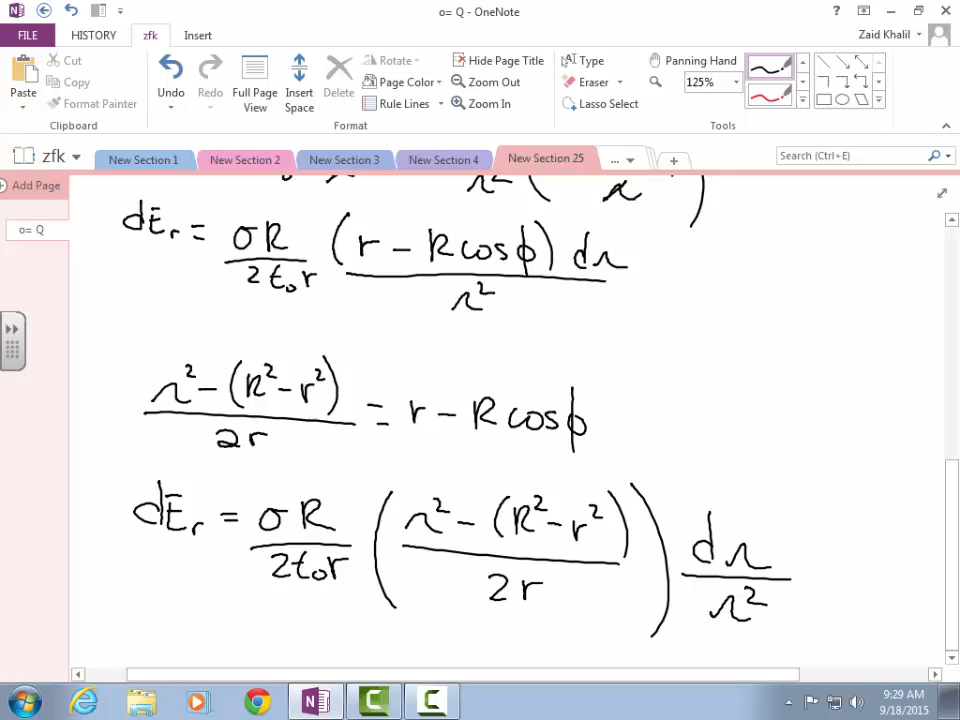 o= Q - OneNote
FILE HISTORY zfk Insert Zaid Khalil
Paste Cut Copy Format Painter Undo Redo Full Page View Insert Space Delete Rotate Page Color Rule Lines Hide Page Title Zoom Out Zoom In Type Eraser Lasso Select Panning Hand 125%
Clipboard Format Tools
zfk New Section 1 New Section 2 New Section 3 New Section 4 New Section 25 ... + Search (Ctrl+E)
Add Page
o= Q
dEr = σR/2ϵ₀r (r - R cosϕ) d𝓇/𝓇²
(𝓇² - (R² - r²))/2r = r - R cosϕ
dEr = σR/2ϵ₀r ((𝓇² - (R² - r²))/2r) d𝓇/𝓇²
9:29 AM
9/18/2015